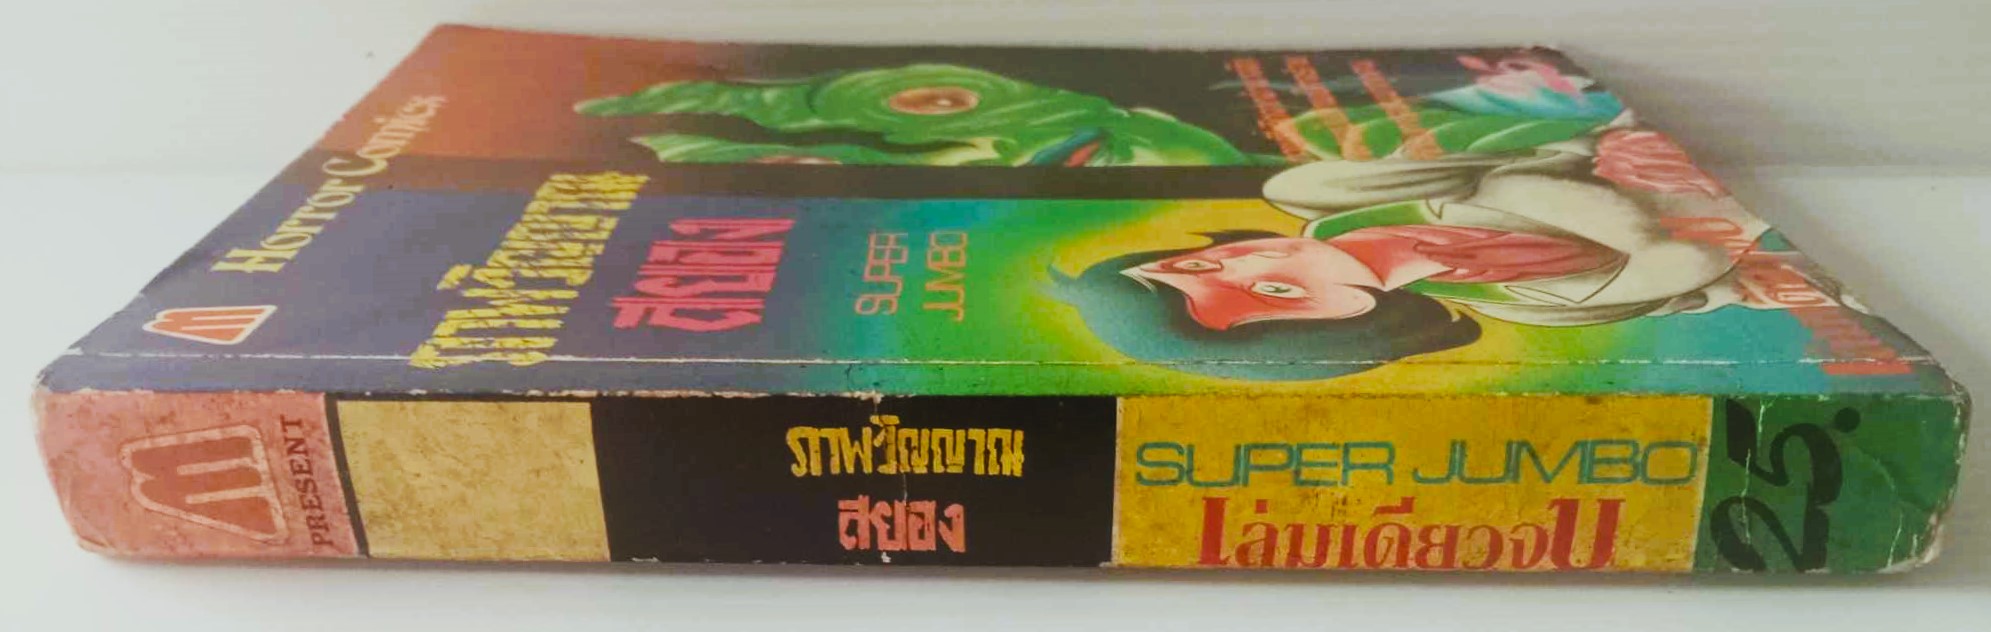 Horror Comics
ภาพวิญญาณ
สยอง
SUPER
JUMBO
PRESENT
ภาพวิญญาณ
สยอง
SUPER JUMBO
เล่มเดียวจบ
25.